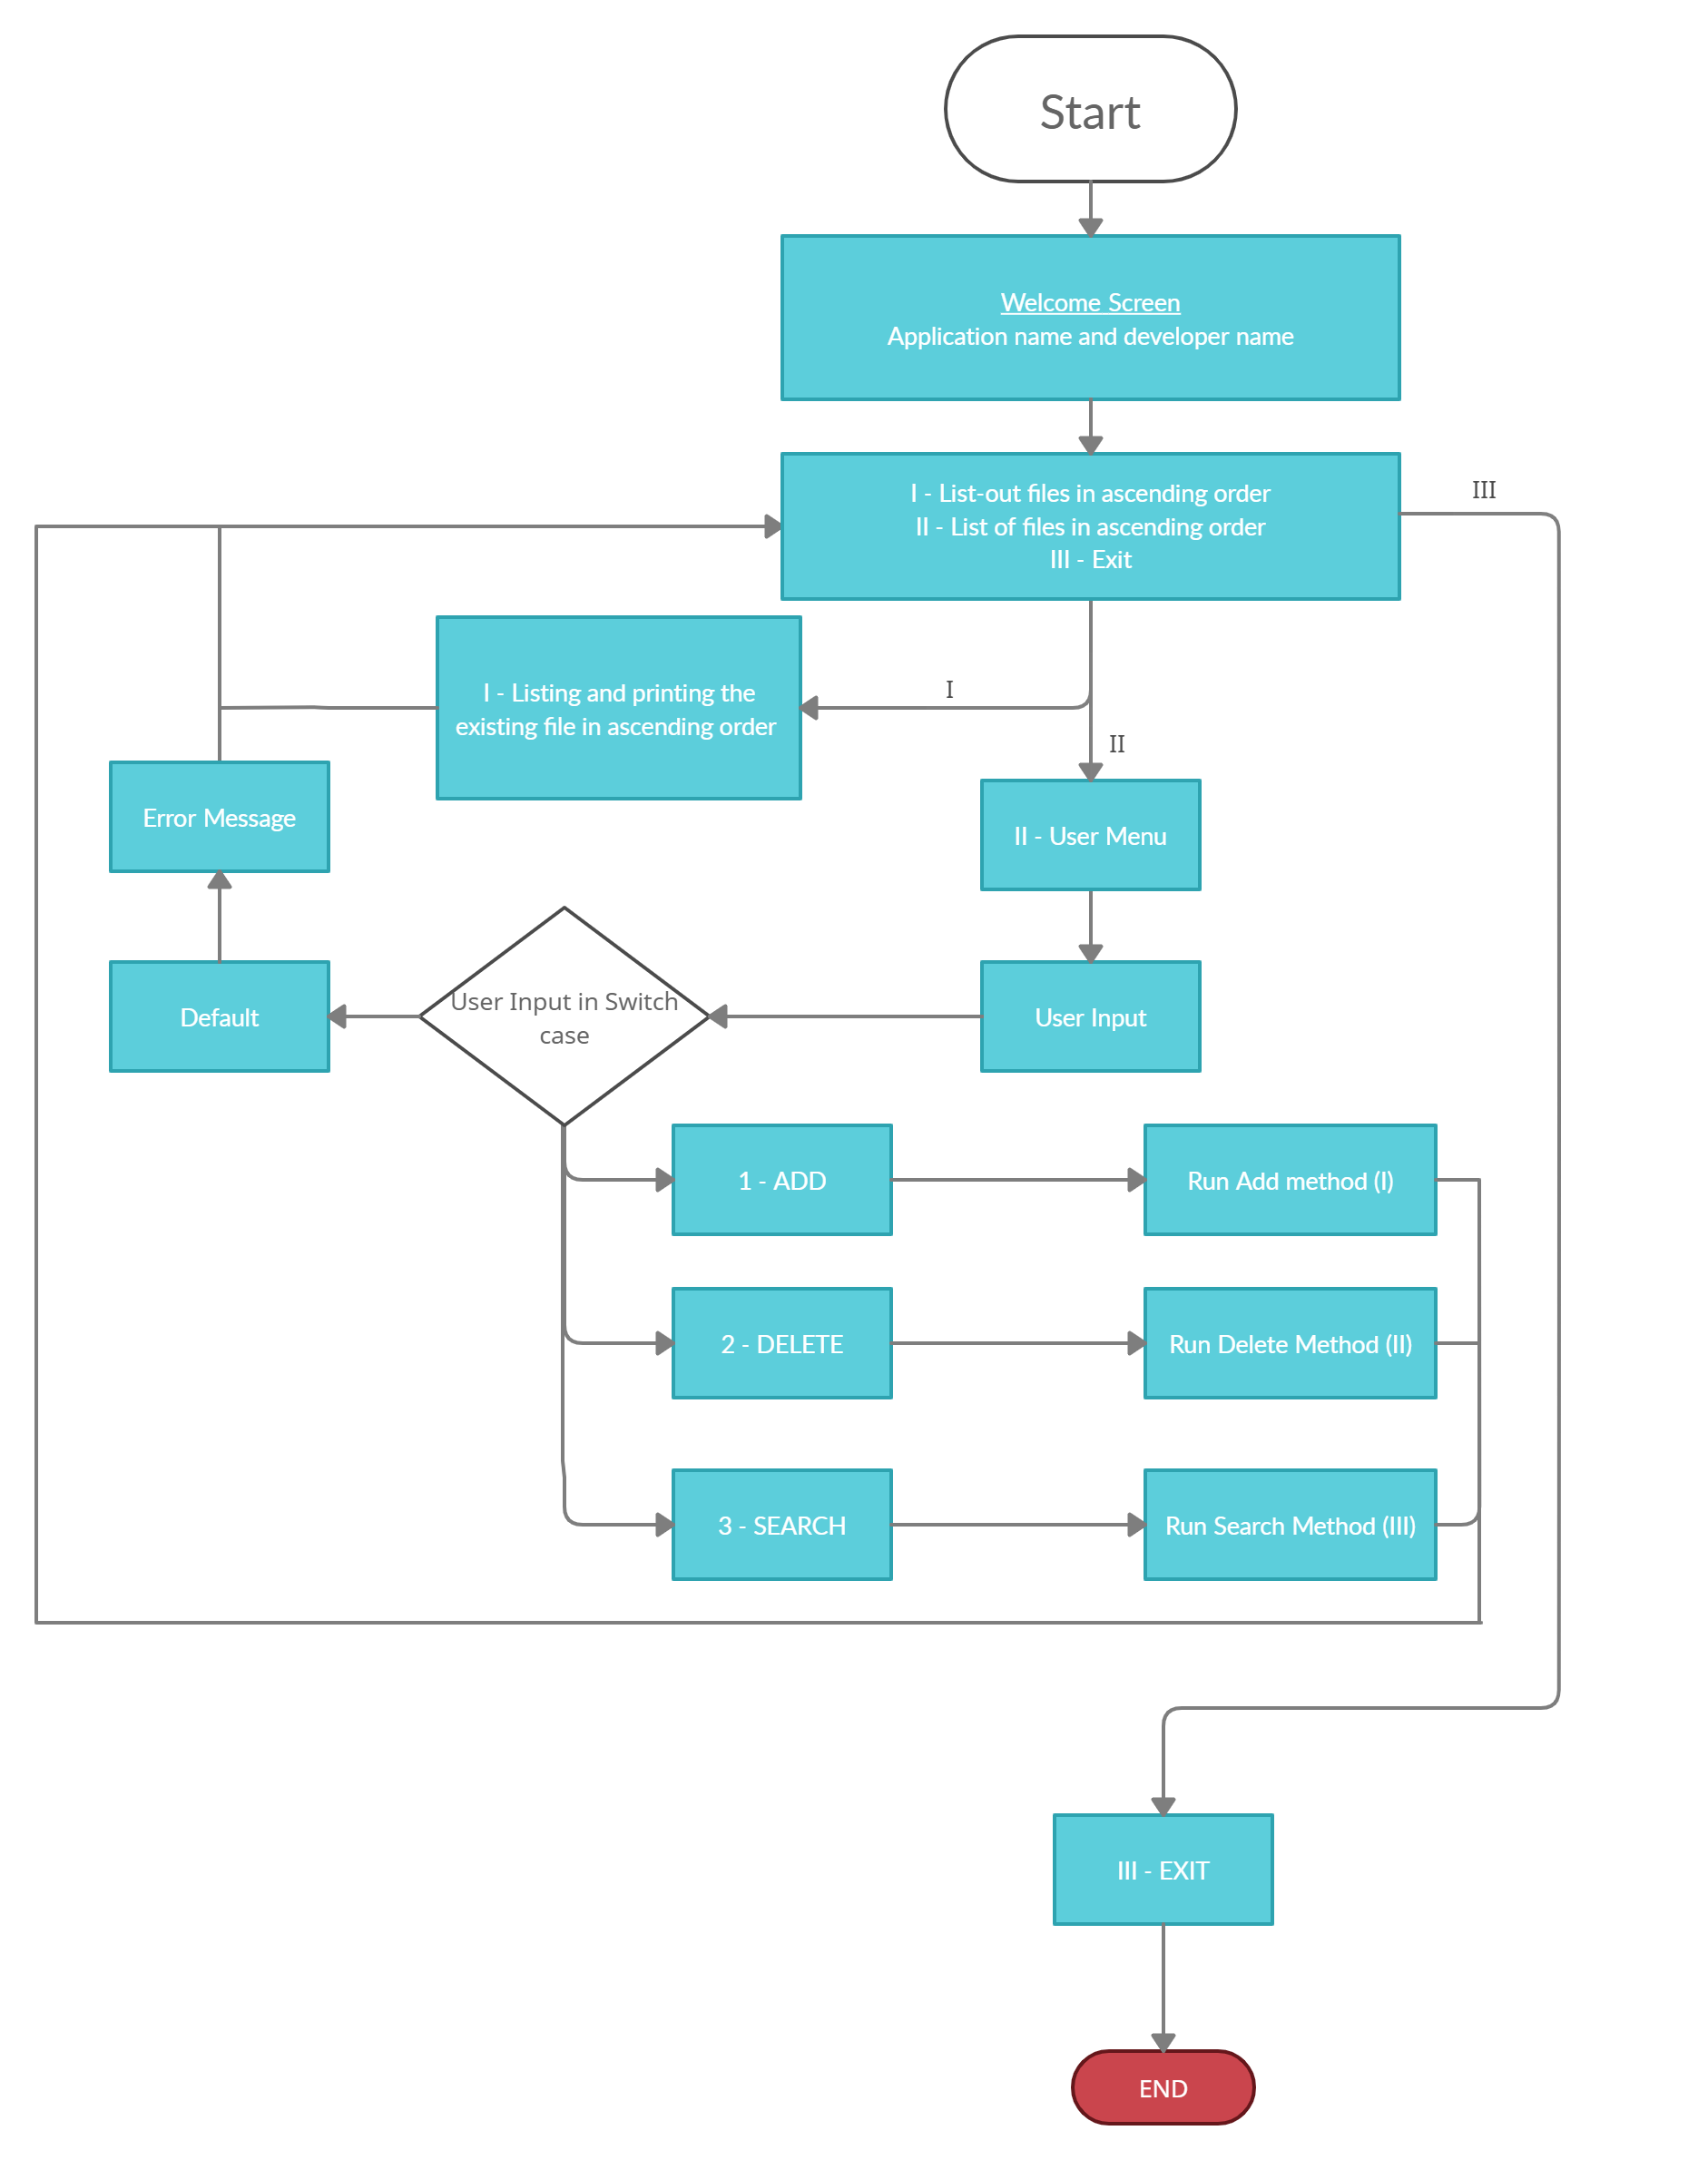 Start
Welcome Screen
Application name and developer name
I - List-out files in ascending order
II - List of files in ascending order
III - Exit
III
I - Listing and printing the
existing file in ascending order
I
II
Error Message
II - User Menu
Default
User Input in Switch
case
User Input
1 - ADD
Run Add method (I)
2 - DELETE
Run Delete Method (II)
3 - SEARCH
Run Search Method (III)
III - EXIT
END